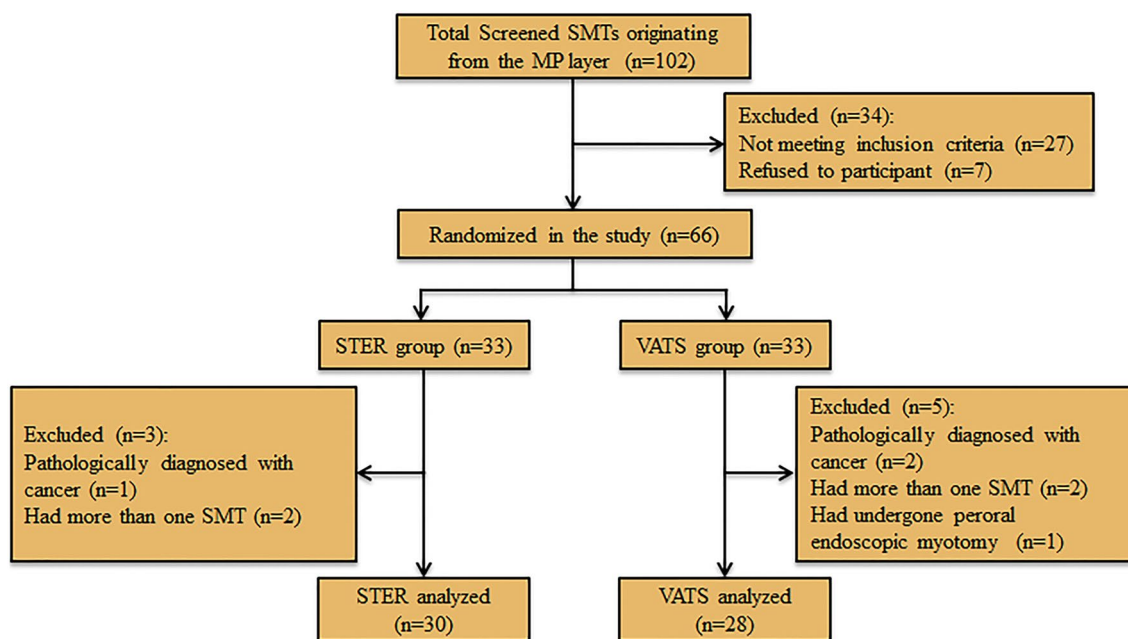 Total Screened SMTs originating
from the MP layer (n=102)
Excluded (n=34):
Not meeting inclusion criteria (n=27)
Refused to participant (n=7)
Randomized in the study (n=66)
STER group (n=33)
VATS group (n=33)
Excluded (n=3):
Pathologically diagnosed with
cancer (n=1)
Had more than one SMT (n=2)
Excluded (n=5):
Pathologically diagnosed with
cancer (n=2)
Had more than one SMT (n=2)
Had undergone peroral
endoscopic myotomy (n=1)
STER analyzed
(n=30)
VATS analyzed
(n=28)